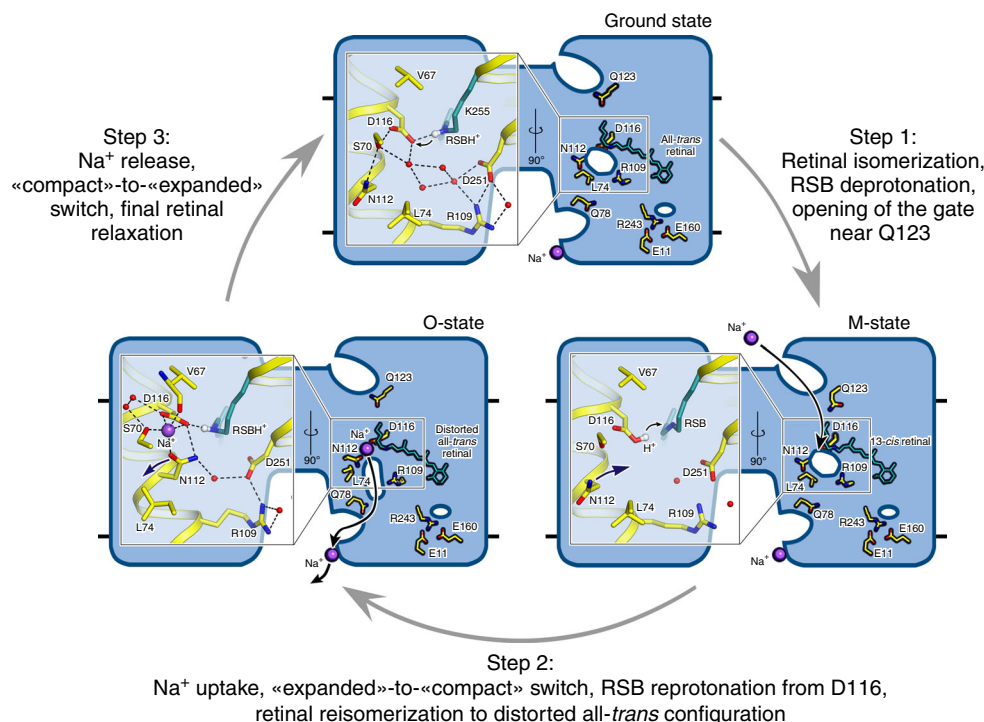 Ground state
V67
D116
K255
RSBH⁺
S70
D251
N112
L74
R109
90°
Q123
D116
All-trans
retinal
N112
R109
L74
Q78
R243
E160
E11
Na⁺
Step 3:
Na⁺ release,
«compact»-to-«expanded»
switch, final retinal
relaxation
Step 1:
Retinal isomerization,
RSB deprotonation,
opening of the gate
near Q123
O-state
V67
D116
S70
Na⁺
RSBH⁺
N112
D251
L74
R109
90°
Q123
Na⁺
D116
Distorted
all-trans
retinal
N112
L74
R109
Q78
R243
E160
E11
Na⁺
M-state
V67
D116
RSB
S70
H⁺
D251
N112
L74
R109
90°
Na⁺
Q123
D116
13-cis retinal
N112
R109
L74
Q78
R243
E160
E11
Na⁺
Step 2:
Na⁺ uptake, «expanded»-to-«compact» switch, RSB reprotonation from D116,
retinal reisomerization to distorted all-trans configuration